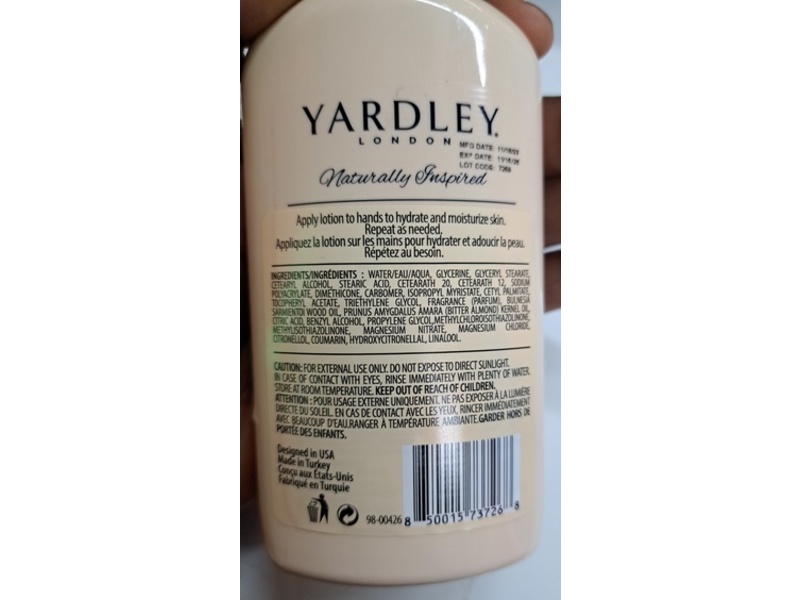 YARDLEY
LONDON
MFG DATE:
EXP DATE:
LOT CODE:
Naturally Inspired
Apply lotion to hands to hydrate and moisturize skin.
Repeat as needed.
Appliquez la lotion sur les mains pour hydrater et adoucir la peau.
Répétez au besoin.
INGREDIENTS/INGRÉDIENTS : WATER/EAU/AQUA, GLYCERINE, GLYCERYL STEARATE,
CETEARYL ALCOHOL, STEARIC ACID, CETEARATH 20, CETEARATH 12, SODIUM
POLYACRYLATE, DIMETHICONE, CARBOMER, ISOPROPYL MYRISTATE, CETYL PALMITATE,
TOCOPHERYL ACETATE, TRIETHYLENE GLYCOL, FRAGRANCE (PARFUM), BULNESIA
SARMIENTOI WOOD OIL, PRUNUS AMYGDALUS AMARA (BITTER ALMOND) KERNEL OIL,
CITRIC ACID, BENZYL ALCOHOL, PROPYLENE GLYCOL,METHYLCHLOROISOTHIAZOLINONE,
METHYLISOTHIAZOLINONE, MAGNESIUM NITRATE, MAGNESIUM CHLORIDE,
CITRONELLOL, COUMARIN, HYDROXYCITRONELLAL, LINALOOL.
CAUTION: FOR EXTERNAL USE ONLY. DO NOT EXPOSE TO DIRECT SUNLIGHT.
IN CASE OF CONTACT WITH EYES, RINSE IMMEDIATELY WITH PLENTY OF WATER.
STORE AT ROOM TEMPERATURE. KEEP OUT OF REACH OF CHILDREN.
ATTENTION : POUR USAGE EXTERNE UNIQUEMENT. NE PAS EXPOSER À LA LUMIÈRE
DIRECTE DU SOLEIL. EN CAS DE CONTACT AVEC LES YEUX, RINCER IMMÉDIATEMENT
AVEC BEAUCOUP D'EAU.RANGER À TEMPÉRATURE AMBIANTE.GARDER HORS DE
PORTÉE DES ENFANTS.
Designed in USA
Made in Turkey
Conçu aux États-Unis
Fabriqué en Turquie
98-00426
8 50015 73726 8